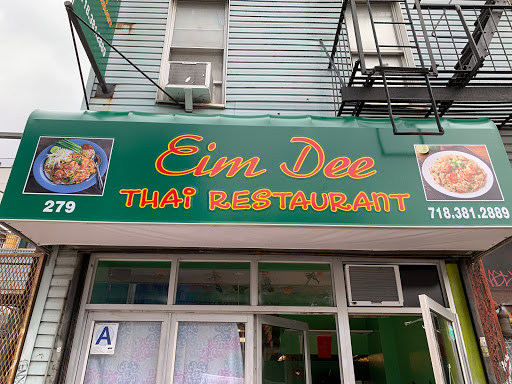 Eim Dee
THAI RESTAURANT
279
718.381.2889
A